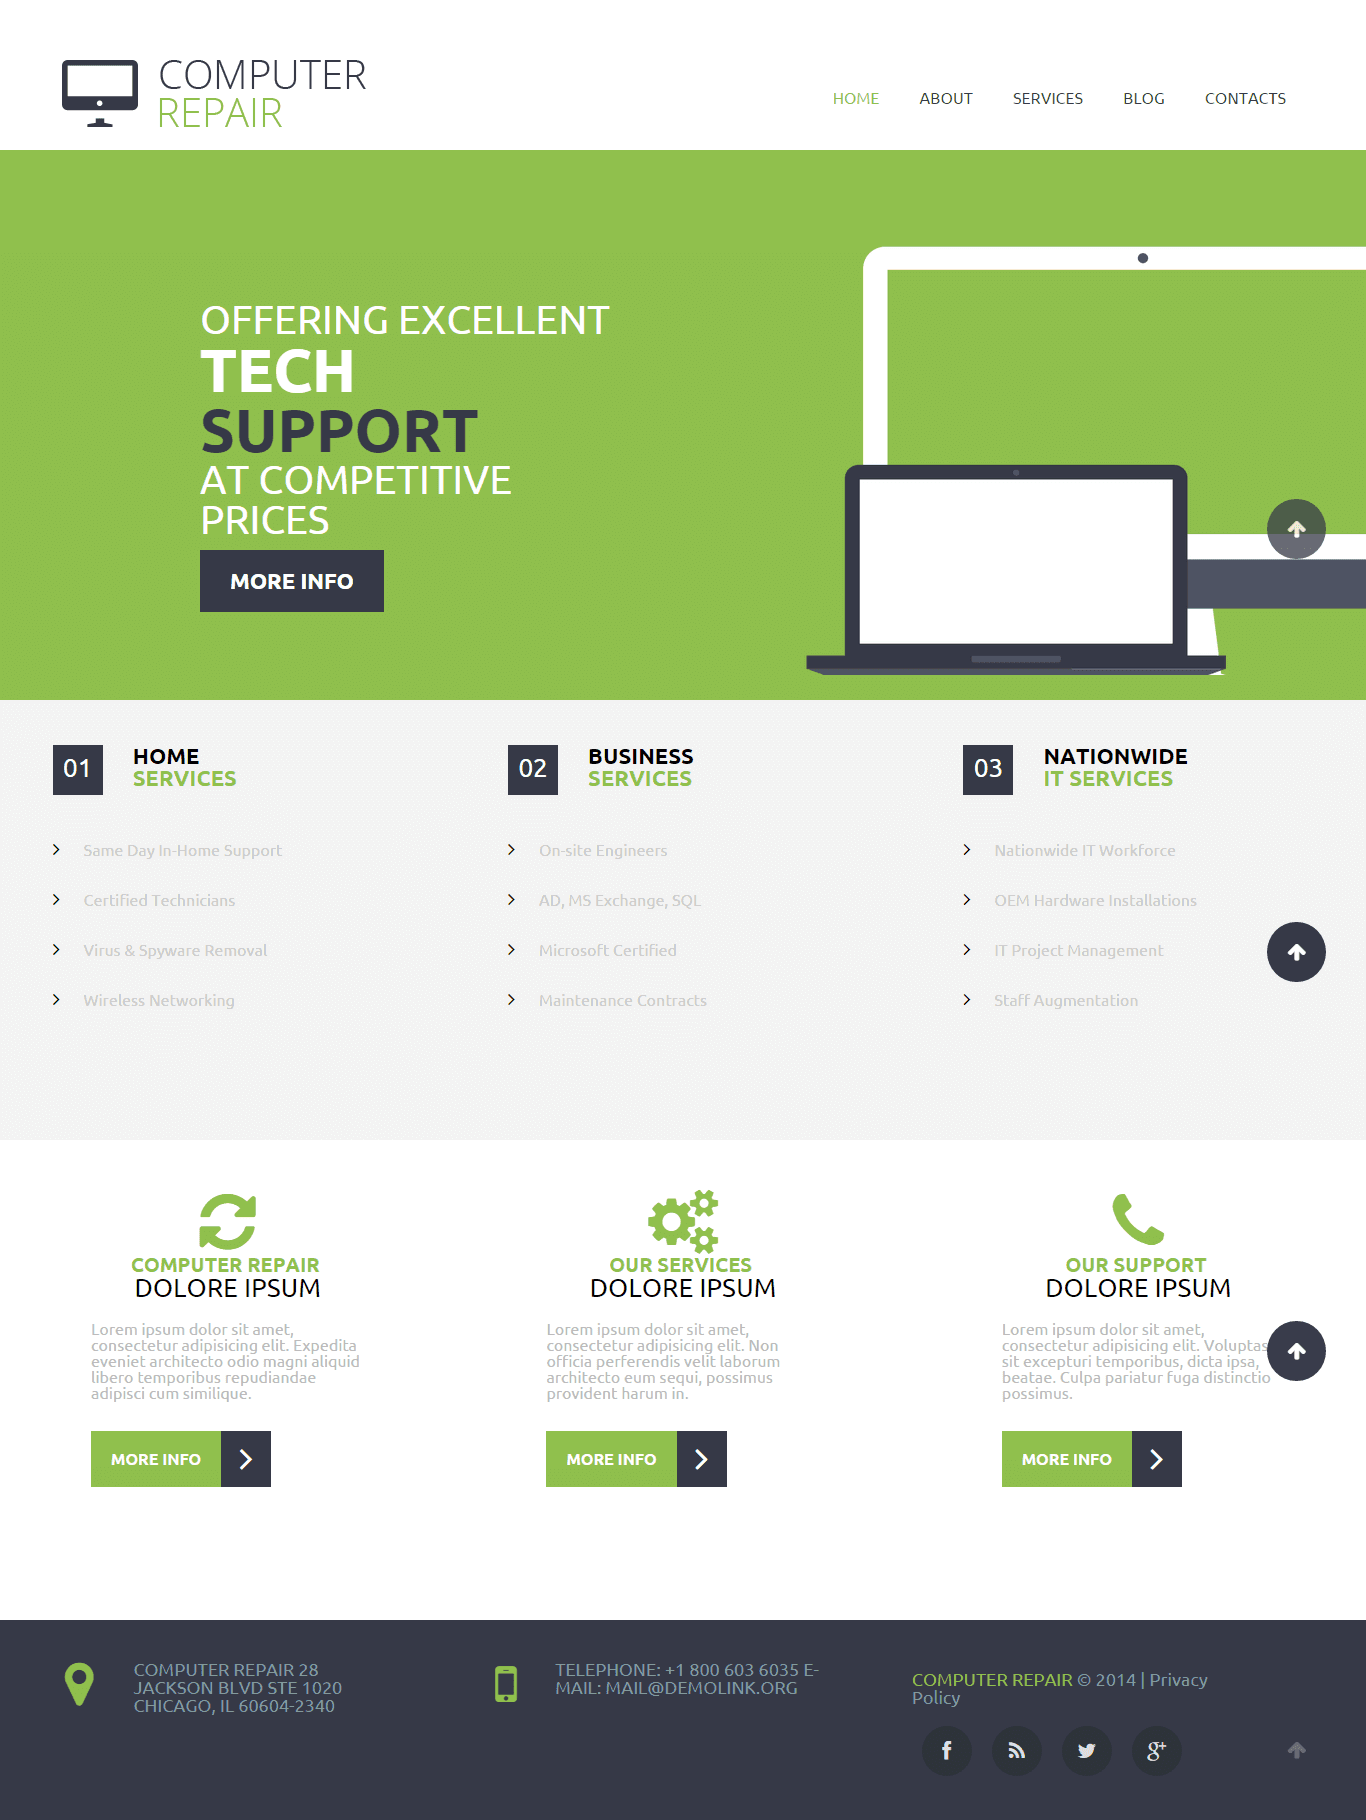 COMPUTER
REPAIR
HOME ABOUT SERVICES BLOG CONTACTS
OFFERING EXCELLENT
TECH
SUPPORT
AT COMPETITIVE
PRICES
MORE INFO
01 HOME
SERVICES
Same Day In-Home Support
Certified Technicians
Virus & Spyware Removal
Wireless Networking
02 BUSINESS
SERVICES
On-site Engineers
AD, MS Exchange, SQL
Microsoft Certified
Maintenance Contracts
03 NATIONWIDE
IT SERVICES
Nationwide IT Workforce
OEM Hardware Installations
IT Project Management
Staff Augmentation
COMPUTER REPAIR
DOLORE IPSUM
Lorem ipsum dolor sit amet,
consectetur adipisicing elit. Expedita
eveniet architecto odio magni aliquid
libero temporibus repudiandae
adipisci cum similique.
MORE INFO
OUR SERVICES
DOLORE IPSUM
Lorem ipsum dolor sit amet,
consectetur adipisicing elit. Non
officia perferendis velit laborum
architecto eum sequi, possimus
provident harum in.
MORE INFO
OUR SUPPORT
DOLORE IPSUM
Lorem ipsum dolor sit amet,
consectetur adipisicing elit. Voluptas
sit excepturi temporibus, dicta ipsa,
beatae. Culpa pariatur fuga distinctio
possimus.
MORE INFO
COMPUTER REPAIR 28
JACKSON BLVD STE 1020
CHICAGO, IL 60604-2340
TELEPHONE: +1 800 603 6035 E-
MAIL: MAIL@DEMOLINK.ORG
COMPUTER REPAIR © 2014 | Privacy
Policy